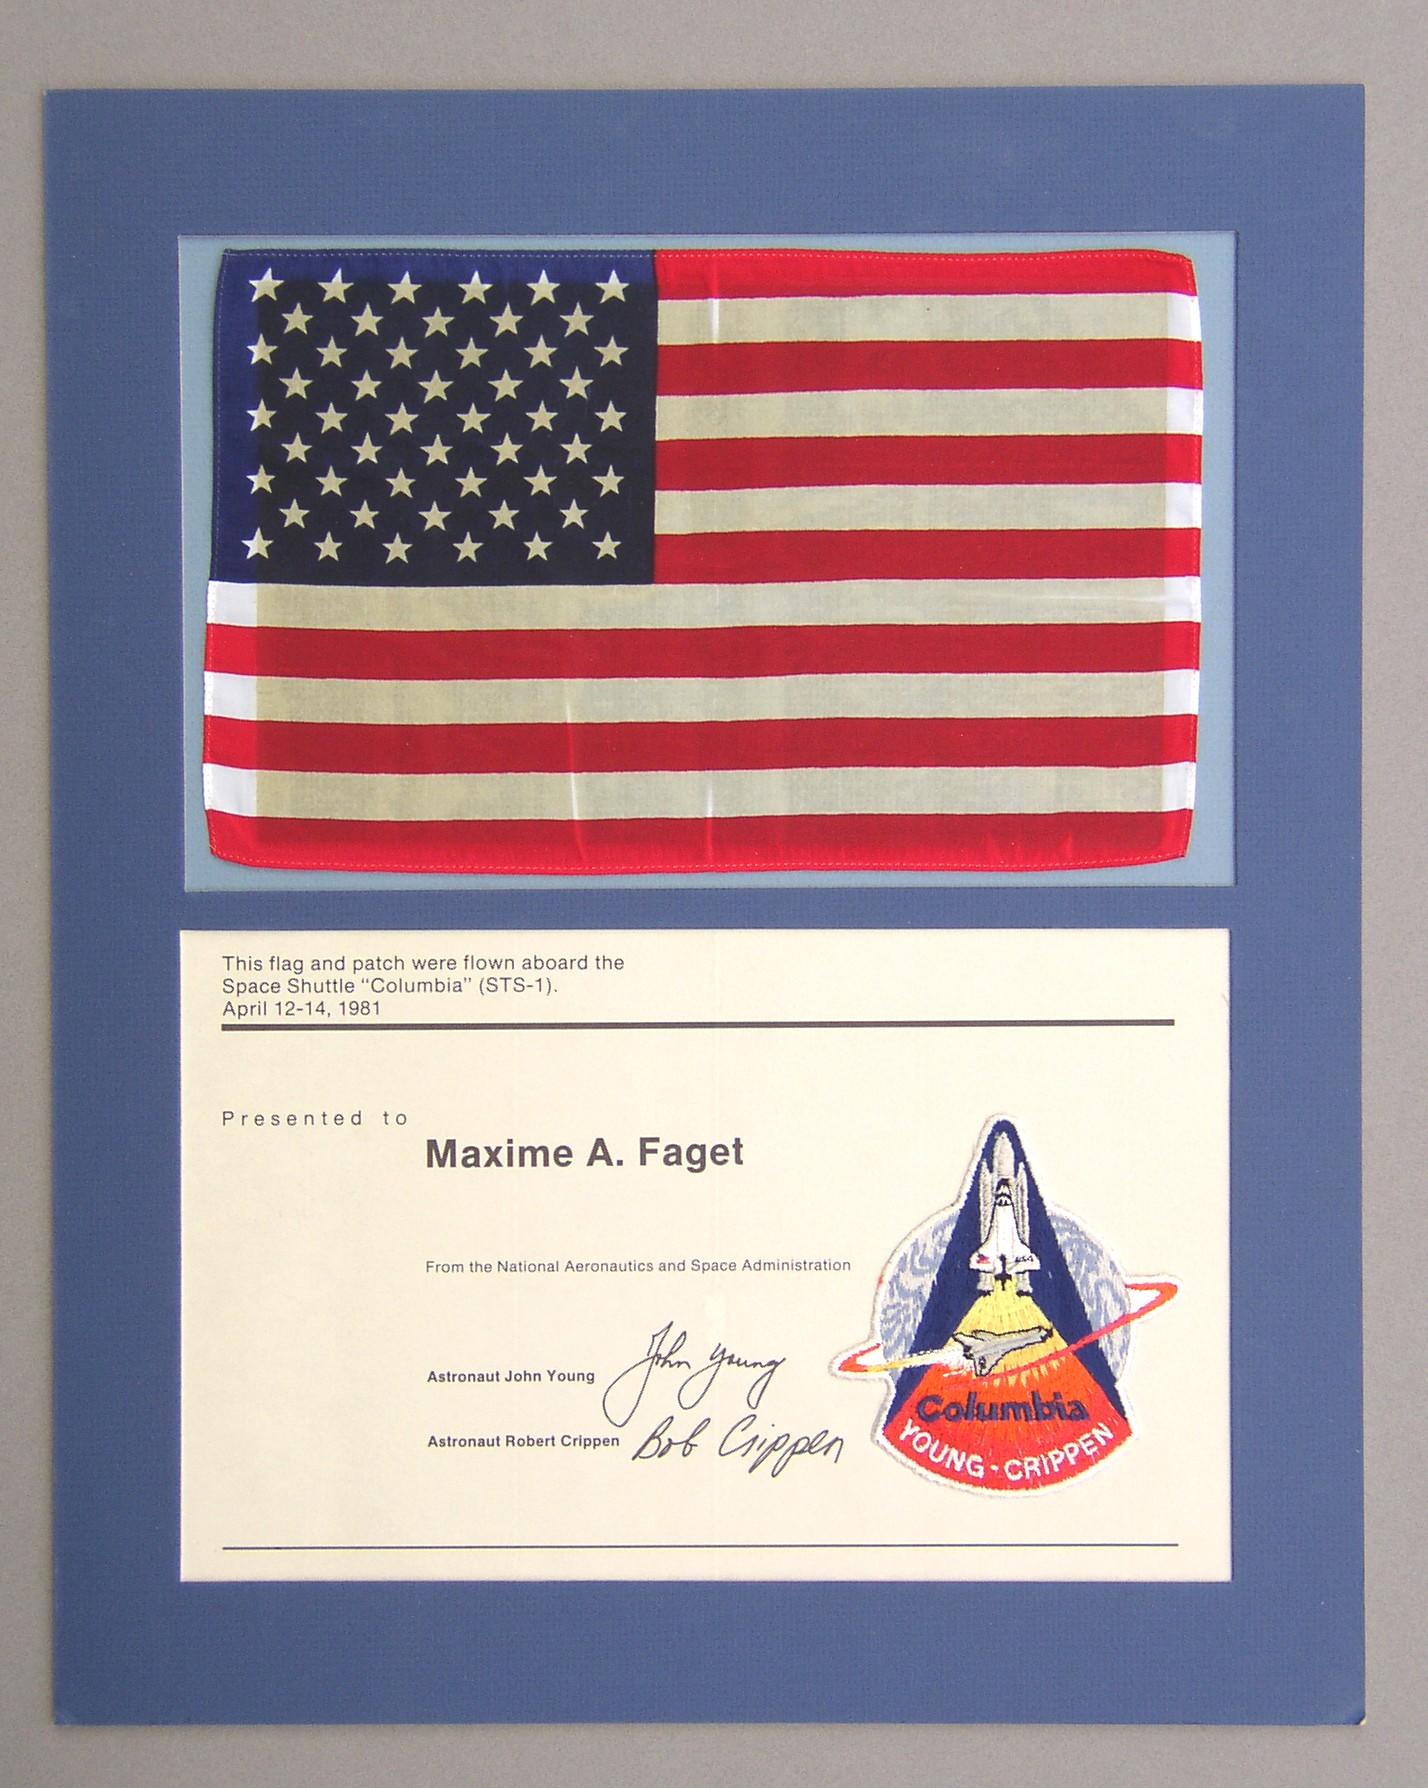 This flag and patch were flown aboard the
Space Shuttle “Columbia” (STS-1).
April 12-14, 1981
Presented to
Maxime A. Faget
From the National Aeronautics and Space Administration
Astronaut John Young John Young
Astronaut Robert Crippen Bob Crippen
USA
Columbia
YOUNG · CRIPPEN